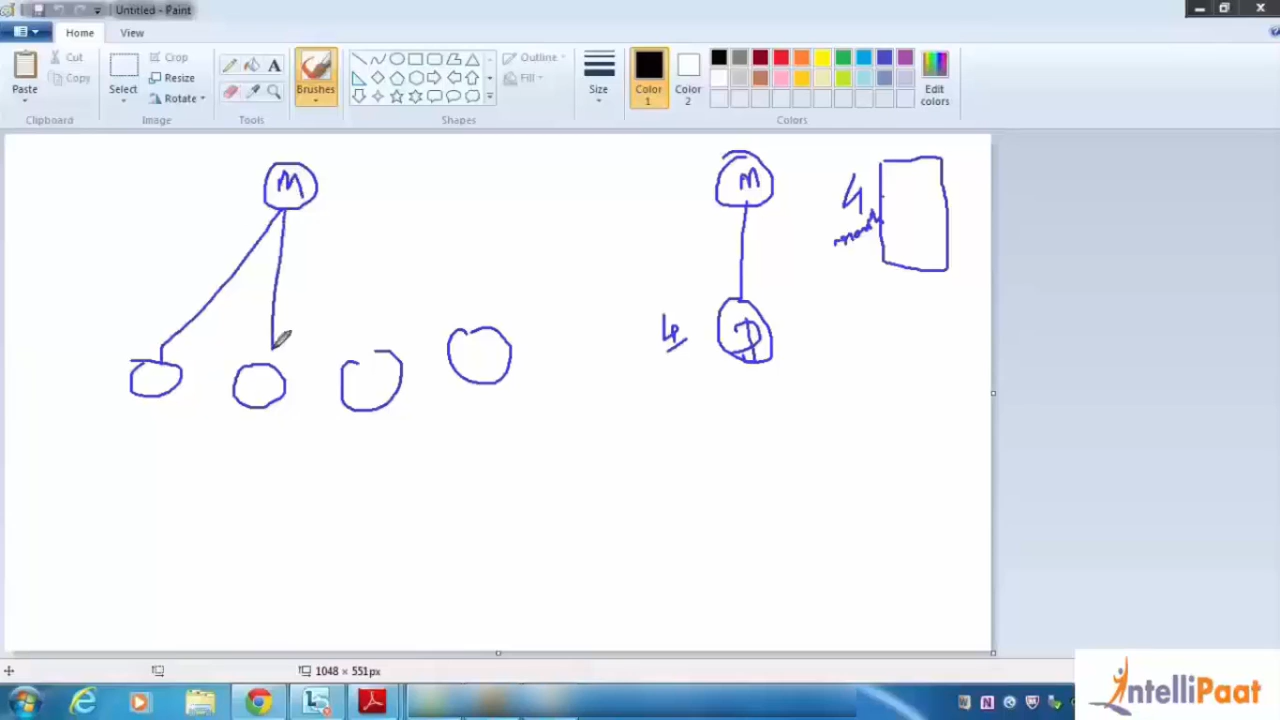 Untitled - Paint
Home
View
Paste
Cut
Copy
Clipboard
Select
Crop
Resize
Rotate
Image
Tools
Brushes
Shapes
Outline
Fill
Size
Color 1
Color 2
Edit colors
Colors
M
M
4
4
1048 × 551px
IntelliPaat